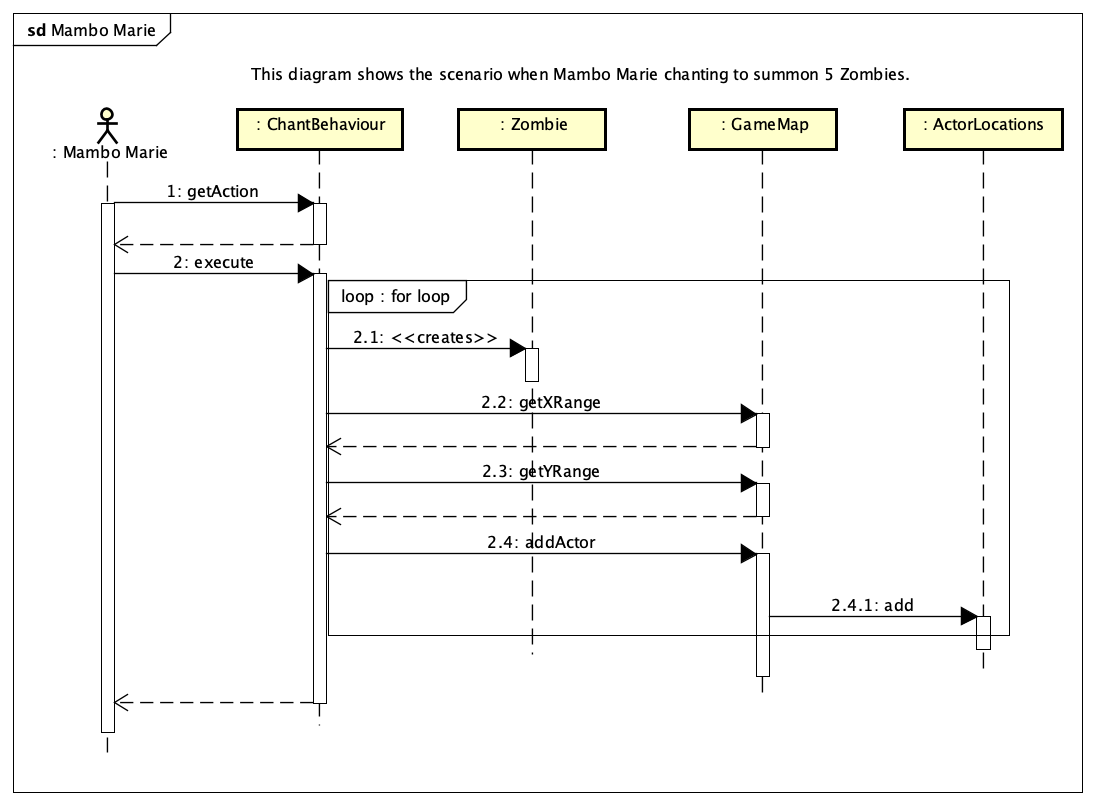 sd Mambo Marie
This diagram shows the scenario when Mambo Marie chanting to summon 5 Zombies.
: Mambo Marie
: ChantBehaviour
: Zombie
: GameMap
: ActorLocations
1: getAction
2: execute
loop : for loop
2.1: <<creates>>
2.2: getXRange
2.3: getYRange
2.4: addActor
2.4.1: add